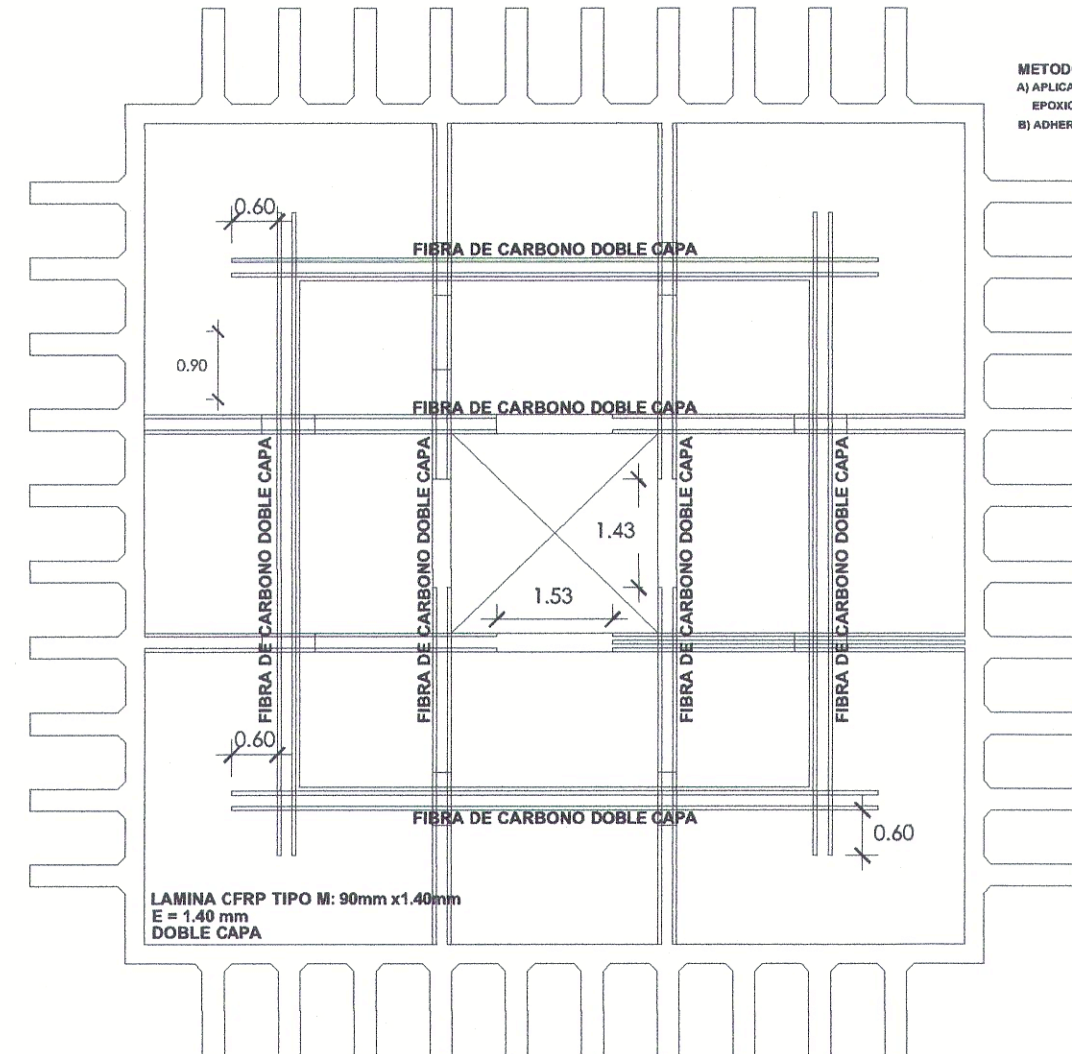 METOD
A) APLICA
EPOXIC
B) ADHER
0.60
FIBRA DE CARBONO DOBLE CAPA
0.90
FIBRA DE CARBONO DOBLE CAPA
FIBRA DE CARBONO DOBLE CAPA
FIBRA DE CARBONO DOBLE CAPA
FIBRA DE CARBONO DOBLE CAPA
FIBRA DE CARBONO DOBLE CAPA
1.43
1.53
0.60
FIBRA DE CARBONO DOBLE CAPA
0.60
LAMINA CFRP TIPO M: 90mm x1.40mm
E = 1.40 mm
DOBLE CAPA